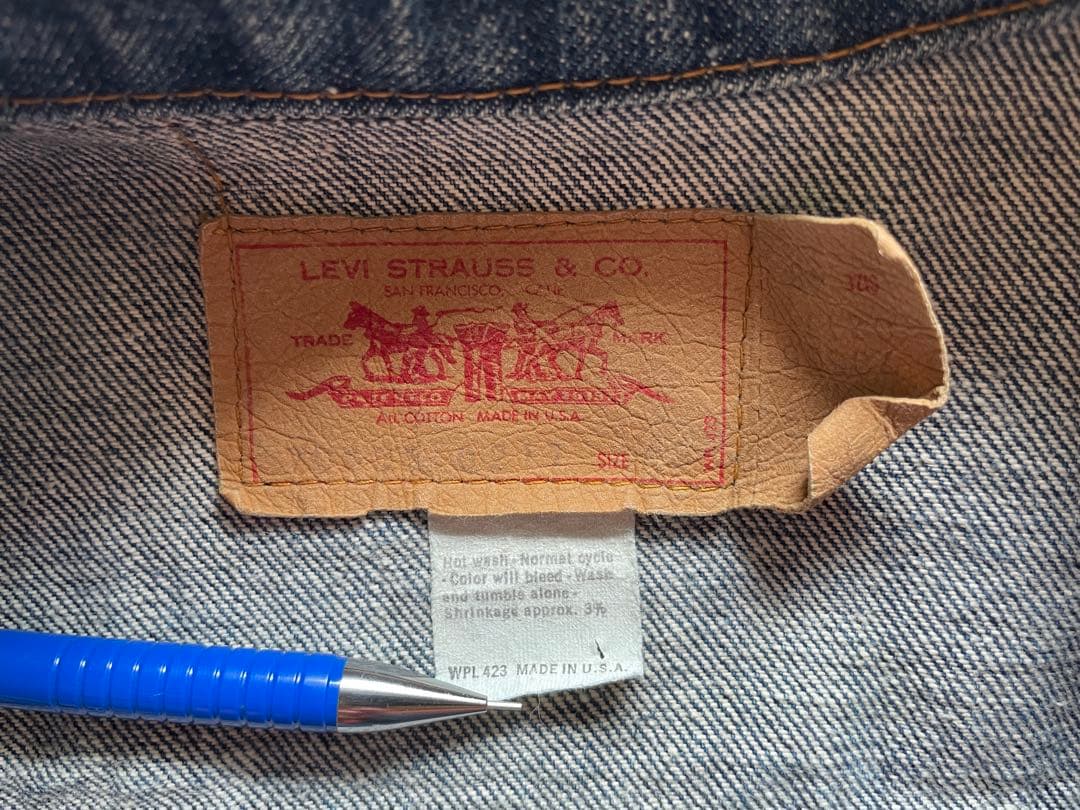 LEVI STRAUSS & CO.
SAN FRANCISCO, CALIF.
TRADE MARK
ALL COTTON MADE IN U.S.A.
SIZE
Hot wash-Normal cycle
-Color will bleed-Wash
and tumble alone-
Shrinkage approx. 3%
WPL 423 MADE IN U.S.A.